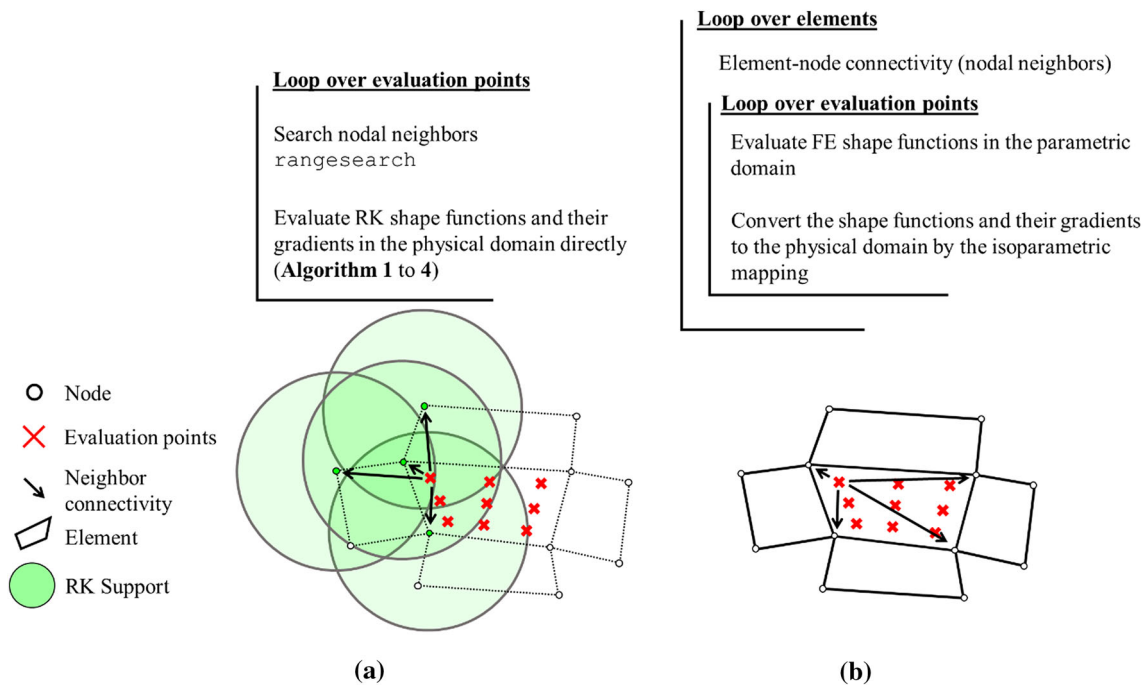 Loop over evaluation points
Search nodal neighbors
rangesearch
Evaluate RK shape functions and their
gradients in the physical domain directly
(Algorithm 1 to 4)
Loop over elements
Element-node connectivity (nodal neighbors)
Loop over evaluation points
Evaluate FE shape functions in the parametric
domain
Convert the shape functions and their gradients
to the physical domain by the isoparametric
mapping
Node
Evaluation points
Neighbor
connectivity
Element
RK Support
(a)
(b)